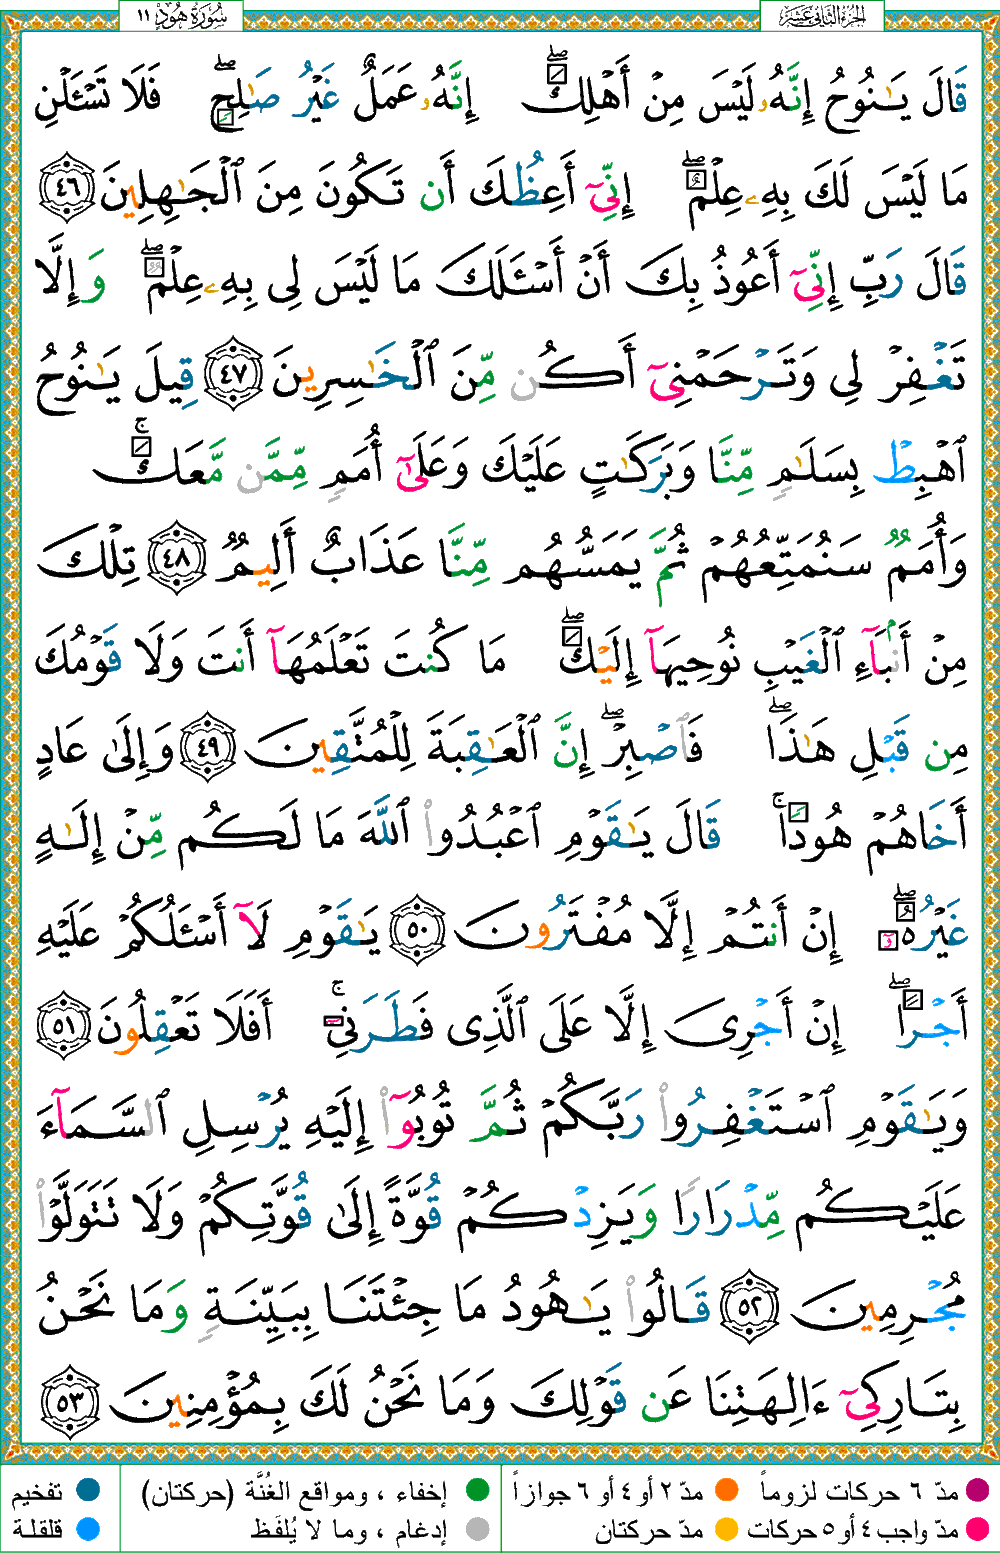 الجزء الثاني عشر
سورة هود ١١
قَالَ يَـٰنُوحُ إِنَّهُۥ لَيْسَ مِنْ أَهْلِكَ ۖ إِنَّهُۥ عَمَلٌ غَيْرُ صَـٰلِحٍ ۖ فَلَا تَسْـَٔلْنِ
مَا لَيْسَ لَكَ بِهِۦ عِلْمٌ ۖ إِنِّىٓ أَعِظُكَ أَن تَكُونَ مِنَ ٱلْجَـٰهِلِينَ ٤٦
قَالَ رَبِّ إِنِّىٓ أَعُوذُ بِكَ أَنْ أَسْـَٔلَكَ مَا لَيْسَ لِى بِهِۦ عِلْمٌ ۖ وَإِلَّا
تَغْفِرْ لِى وَتَرْحَمْنِىٓ أَكُن مِّنَ ٱلْخَـٰسِرِينَ ٤٧ قِيلَ يَـٰنُوحُ
ٱهْبِطْ بِسَلَـٰمٍ مِّنَّا وَبَرَكَـٰتٍ عَلَيْكَ وَعَلَىٰٓ أُمَمٍ مِّمَّن مَّعَكَ ۚ
وَأُمَمٌ سَنُمَتِّعُهُمْ ثُمَّ يَمَسُّهُم مِّنَّا عَذَابٌ أَلِيمٌ ٤٨ تِلْكَ
مِنْ أَنۢبَآءِ ٱلْغَيْبِ نُوحِيهَآ إِلَيْكَ ۖ مَا كُنتَ تَعْلَمُهَآ أَنتَ وَلَا قَوْمُكَ
مِن قَبْلِ هَـٰذَا ۖ فَٱصْبِرْ ۖ إِنَّ ٱلْعَـٰقِبَةَ لِلْمُتَّقِينَ ٤٩ وَإِلَىٰ عَادٍ
أَخَاهُمْ هُودًا ۚ قَالَ يَـٰقَوْمِ ٱعْبُدُوا۟ ٱللَّهَ مَا لَكُم مِّنْ إِلَـٰهٍ
غَيْرُهُۥٓ ۖ إِنْ أَنتُمْ إِلَّا مُفْتَرُونَ ٥٠ يَـٰقَوْمِ لَآ أَسْـَٔلُكُمْ عَلَيْهِ
أَجْرًا ۖ إِنْ أَجْرِىَ إِلَّا عَلَى ٱلَّذِى فَطَرَنِىٓ ۚ أَفَلَا تَعْقِلُونَ ٥١
وَيَـٰقَوْمِ ٱسْتَغْفِرُوا۟ رَبَّكُمْ ثُمَّ تُوبُوٓا۟ إِلَيْهِ يُرْسِلِ ٱلسَّمَآءَ
عَلَيْكُم مِّدْرَارًا وَيَزِدْكُمْ قُوَّةً إِلَىٰ قُوَّتِكُمْ وَلَا تَتَوَلَّوْا۟
مُجْرِمِينَ ٥٢ قَالُوا۟ يَـٰهُودُ مَا جِئْتَنَا بِبَيِّنَةٍ وَمَا نَحْنُ
بِتَارِكِىٓ ءَالِهَتِنَا عَن قَوْلِكَ وَمَا نَحْنُ لَكَ بِمُؤْمِنِينَ ٥٣
مدّ ٦ حركات لزوماً مدّ ٢ أو ٤ أو ٦ جوازاً إخفاء ، ومواقع الغُنَّة (حركتان) تفخيم
مدّ واجب ٤ أو ٥ حركات مدّ حركتان إدغام ، وما لا يُلفَظ قلقلة